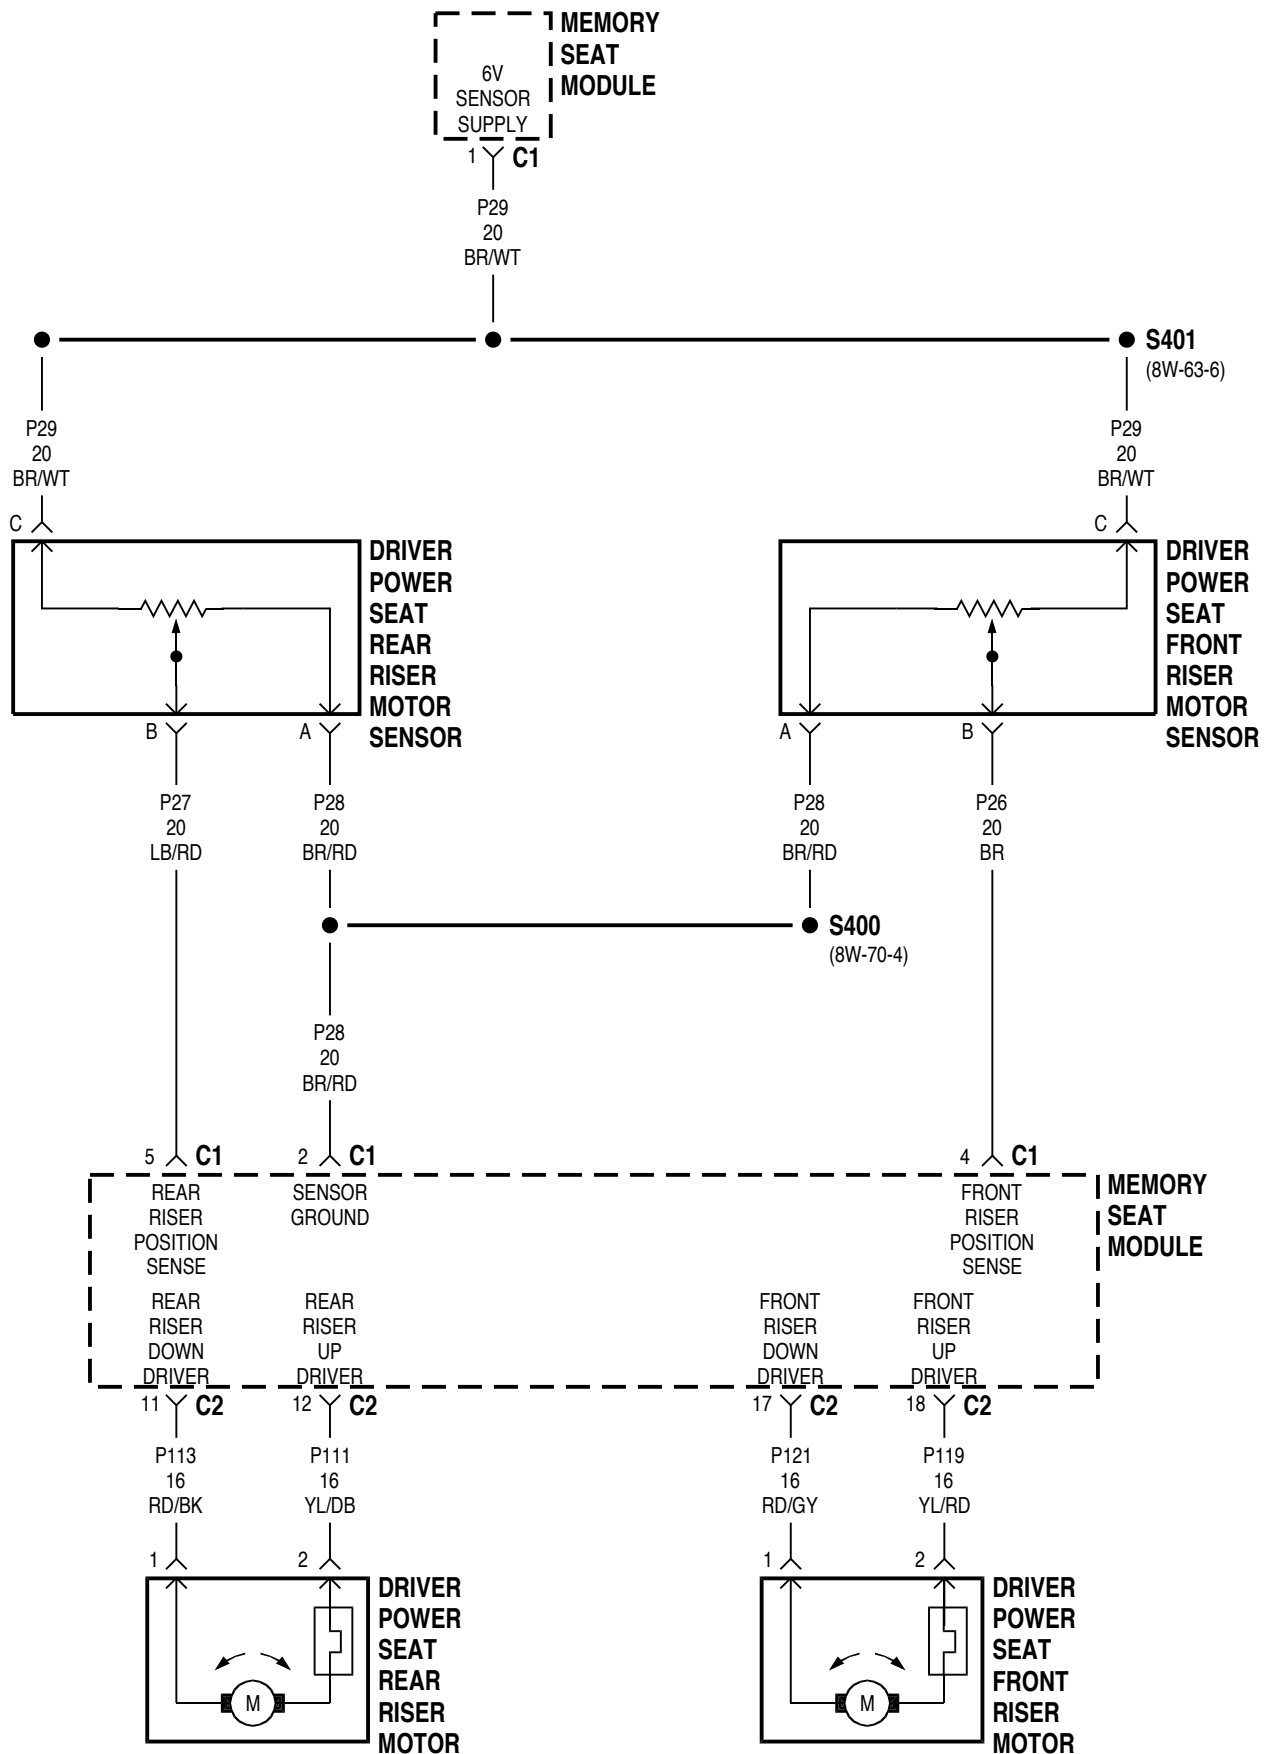 MEMORY
SEAT
MODULE
6V
SENSOR
SUPPLY
1 C1
P29
20
BR/WT
S401
(8W-63-6)
P29
20
BR/WT
P29
20
BR/WT
C
C
DRIVER
POWER
SEAT
REAR
RISER
MOTOR
SENSOR
DRIVER
POWER
SEAT
FRONT
RISER
MOTOR
SENSOR
B A
A B
P27
20
LB/RD
P28
20
BR/RD
P28
20
BR/RD
P26
20
BR
S400
(8W-70-4)
P28
20
BR/RD
5 C1
2 C1
4 C1
MEMORY
SEAT
MODULE
REAR
RISER
POSITION
SENSE
SENSOR
GROUND
FRONT
RISER
POSITION
SENSE
REAR
RISER
DOWN
DRIVER
REAR
RISER
UP
DRIVER
FRONT
RISER
DOWN
DRIVER
FRONT
RISER
UP
DRIVER
11 C2
12 C2
17 C2
18 C2
P113
16
RD/BK
P111
16
YL/DB
P121
16
RD/GY
P119
16
YL/RD
1 2
1 2
DRIVER
POWER
SEAT
REAR
RISER
MOTOR
M
DRIVER
POWER
SEAT
FRONT
RISER
MOTOR
M